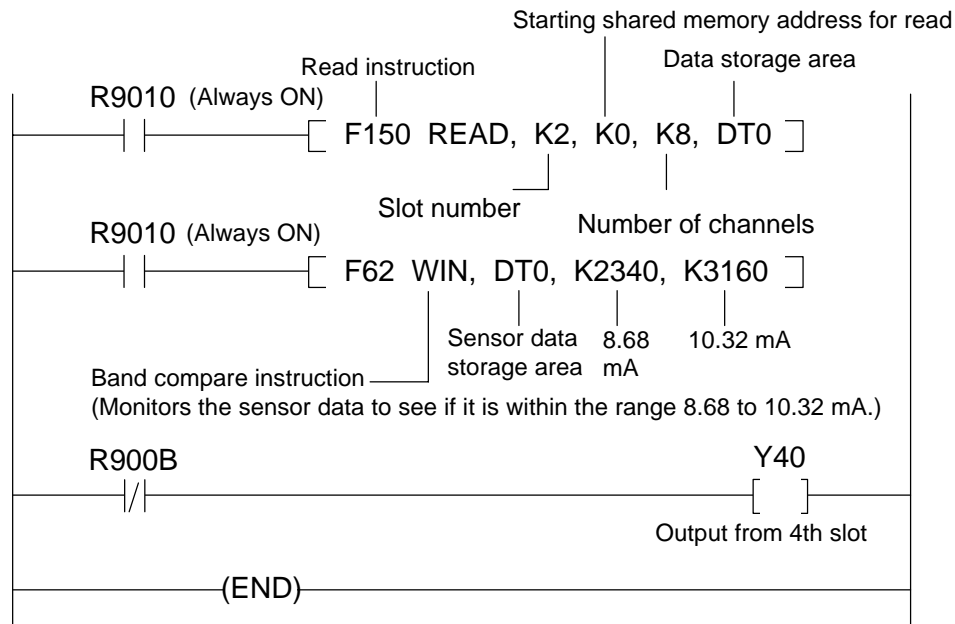 Starting shared memory address for read
Read instruction
Data storage area
R9010 (Always ON)
F150 READ, K2, K0, K8, DT0
Slot number
Number of channels
R9010 (Always ON)
F62 WIN, DT0, K2340, K3160
Sensor data
storage area
8.68
mA
10.32 mA
Band compare instruction
(Monitors the sensor data to see if it is within the range 8.68 to 10.32 mA.)
R900B
Y40
Output from 4th slot
(END)